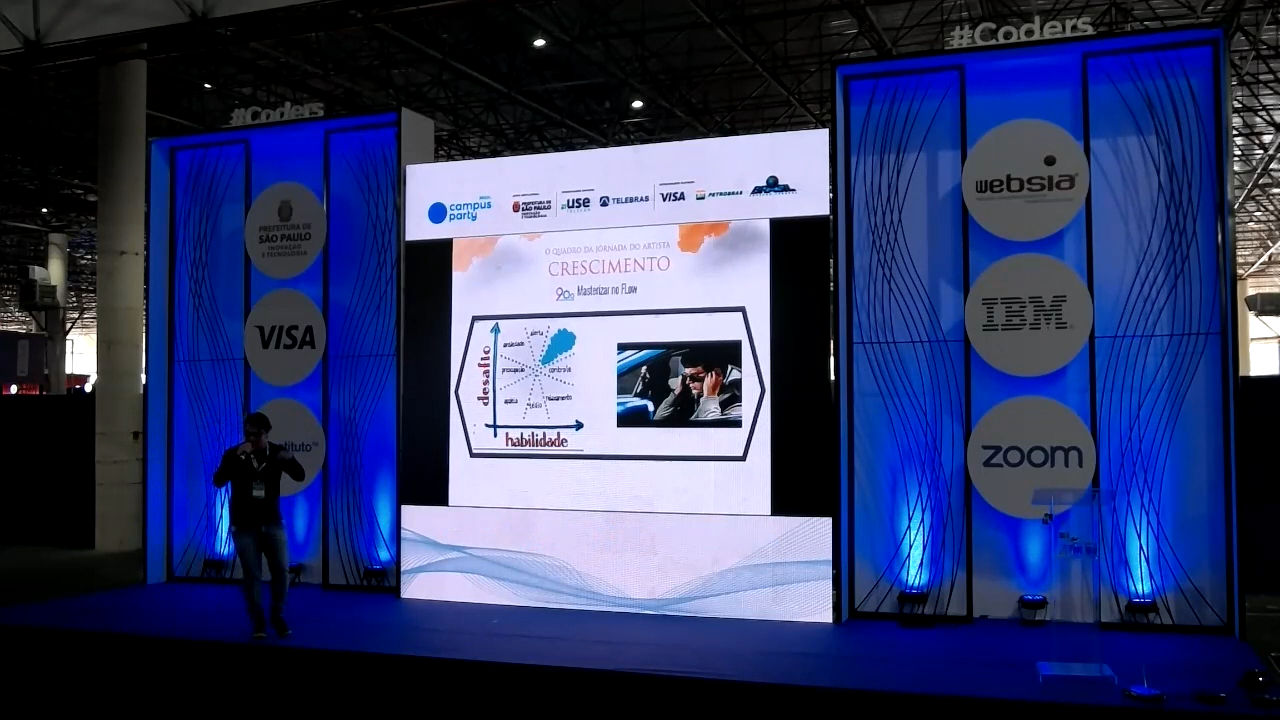 #Coders
#Coders
PREFEITURA DE
SÃO PAULO
INOVAÇÃO
E TECNOLOGIA
VISA
campus
party
PREFEITURA DE
SÃO PAULO
use
TELEBRAS
VISA
PETROBRAS
O QUADRO DA JORNADA DO ARTISTA
CRESCIMENTO
Masterizar no FLow
desafio
alerta
ansiedade
preocupação
controle
apatia
tédio
relaxamento
habilidade
websia
IBM
zoom